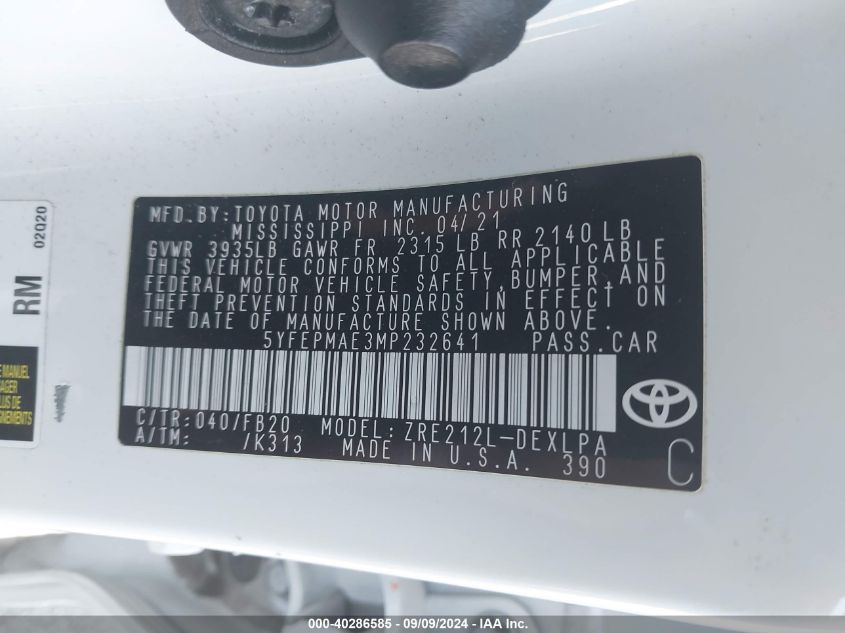 MFD.BY:TOYOTA MOTOR MANUFACTURING
MISSISSIPPI INC. 04/21
GVWR 3935LB GAWR FR 2315 LB RR 2140 LB
THIS VEHICLE CONFORMS TO ALL APPLICABLE
FEDERAL MOTOR VEHICLE SAFETY,BUMPER,AND
THEFT PREVENTION STANDARDS IN EFFECT ON
THE DATE OF MANUFACTURE SHOWN ABOVE.
5YFEPMAE3MP232641 PASS.CAR
C/TR:040/FB20 MODEL:ZRE212L-DEXLPA
A/TM: /K313 MADE IN U.S.A. 390
C
RM
02020
MANUEL
000-40286585 - 09/09/2024 - IAA Inc.